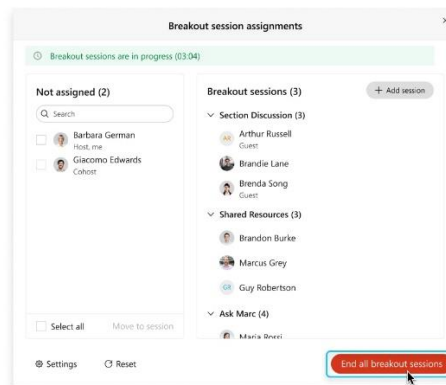 Breakout session assignments
Breakout sessions are in progress (03:04)
Not assigned (2)
Search
Barbara German
Host, me
Giacomo Edwards
Cohost
Select all
Move to session
Breakout sessions (3)
+ Add session
Section Discussion (3)
AR
Arthur Russell
Guest
Brandie Lane
Brenda Song
Guest
Shared Resources (3)
Brandon Burke
Marcus Grey
GR
Guy Robertson
Ask Marc (4)
Maria Rossi
Settings
Reset
End all breakout sessions